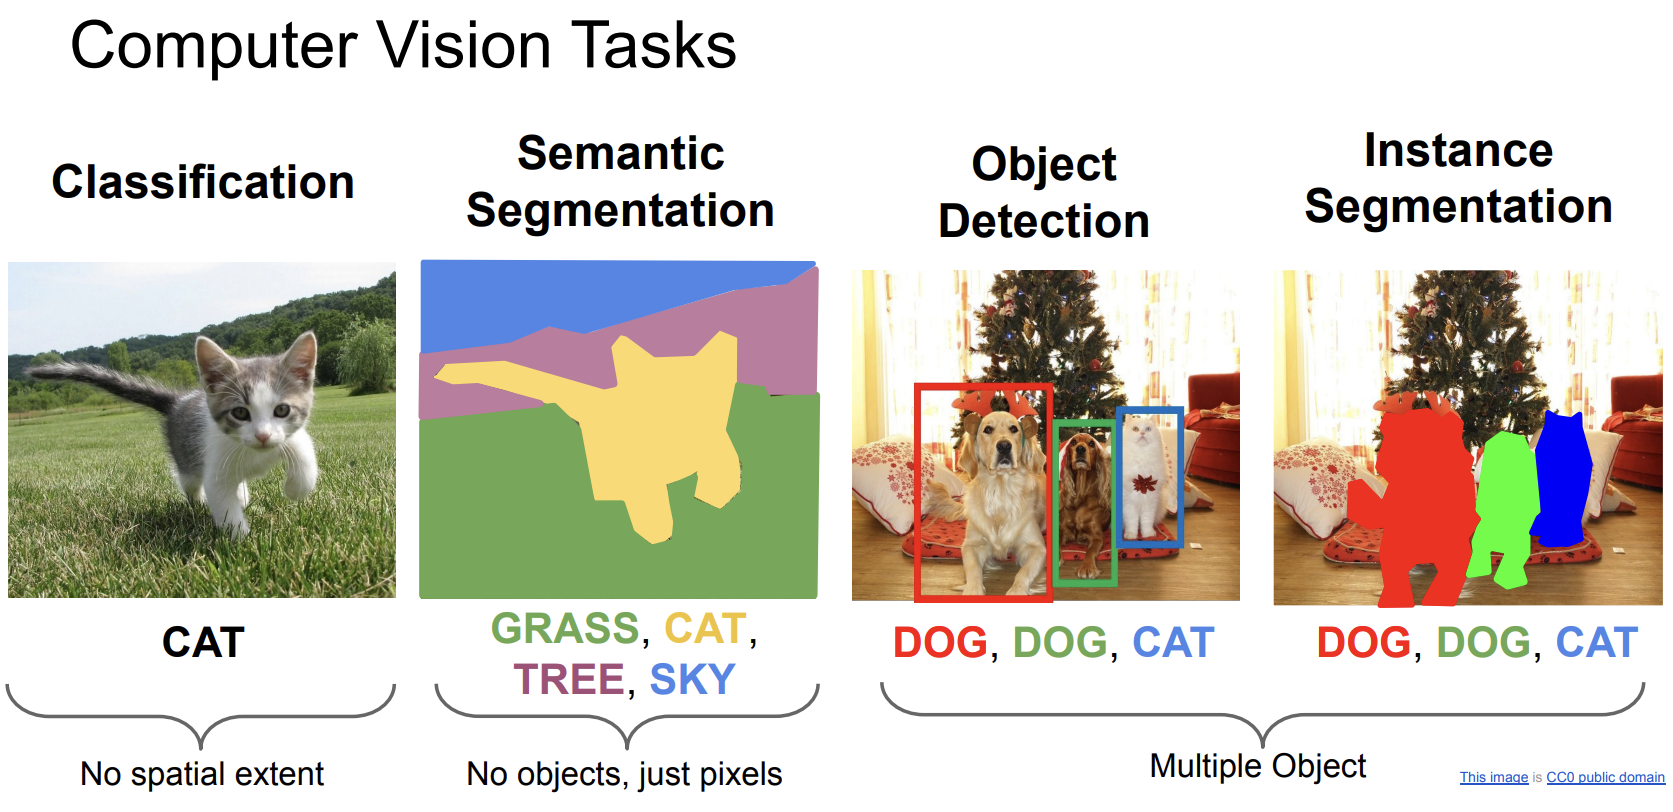 Computer Vision Tasks
Classification
Semantic
Segmentation
Object
Detection
Instance
Segmentation
CAT
GRASS, CAT,
TREE, SKY
DOG, DOG, CAT
DOG, DOG, CAT
No spatial extent
No objects, just pixels
Multiple Object
This image is CC0 public domain